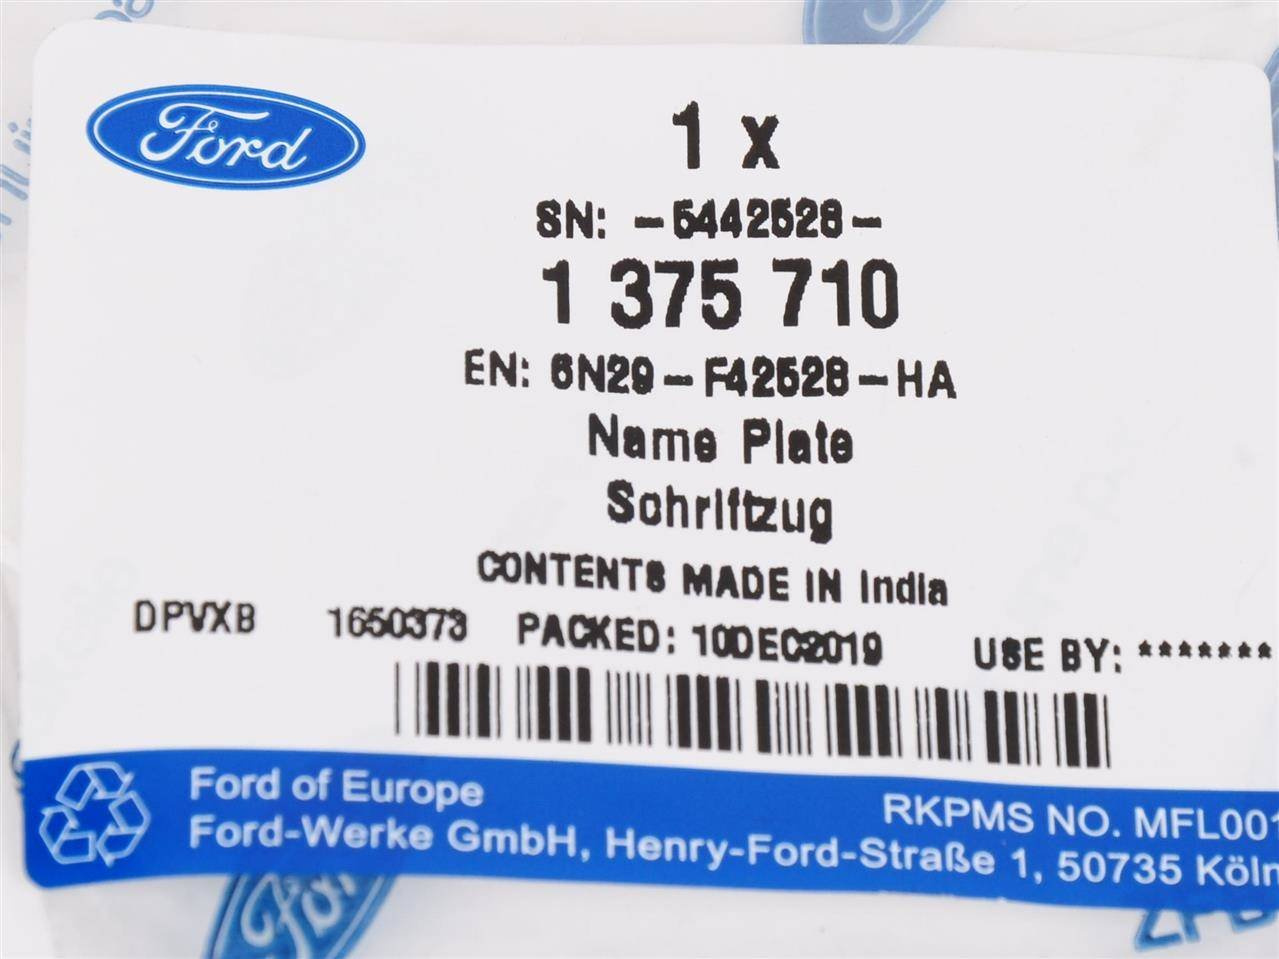 Ford
1 x
SN: -5442528-
1 375 710
EN: 6N29-F42528-HA
Name Plate
Schriftzug
CONTENTS MADE IN India
DPVXB 1650373 PACKED: 10DEC2019 USE BY: *******
Ford of Europe
RKPMS NO. MFL001
Ford-Werke GmbH, Henry-Ford-Straße 1, 50735 Köln
Ford